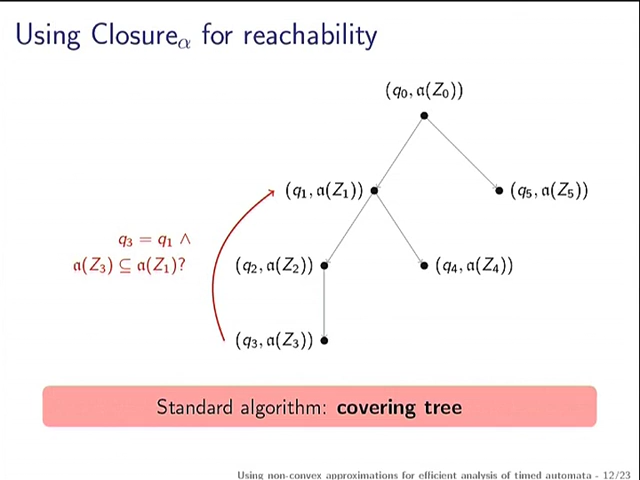 Using Closureα for reachability
(q₀, 𝔞(Z₀))
(q₁, 𝔞(Z₁))
(q₅, 𝔞(Z₅))
q₃ = q₁ ∧
𝔞(Z₃) ⊆ 𝔞(Z₁)?
(q₂, 𝔞(Z₂))
(q₄, 𝔞(Z₄))
(q₃, 𝔞(Z₃))
Standard algorithm: covering tree
Using non-convex approximations for efficient analysis of timed automata - 12/23